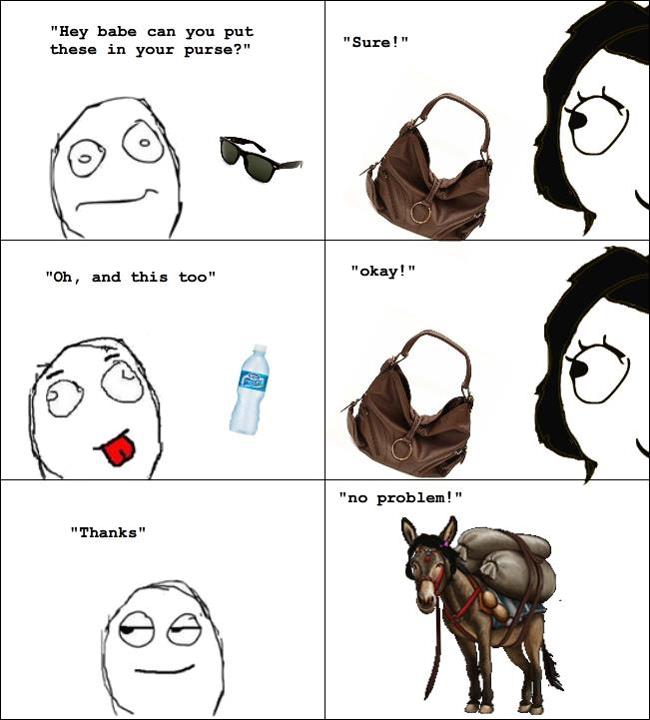 "Hey babe can you put
these in your purse?"
"Sure!"
"Oh, and this too"
"okay!"
"Thanks"
"no problem!"